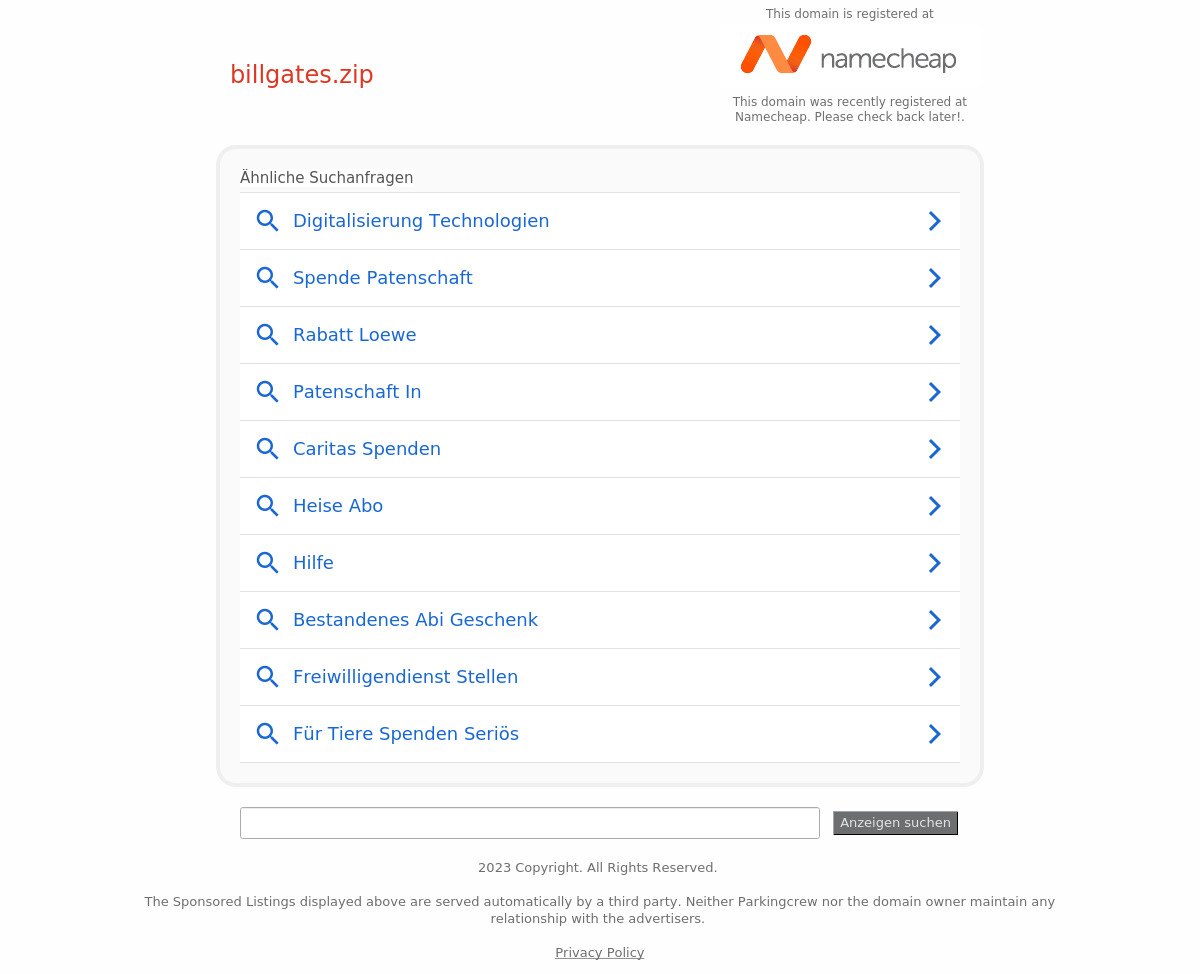 This domain is registered at
namecheap
billgates.zip
This domain was recently registered at
Namecheap. Please check back later!.
Ähnliche Suchanfragen
Digitalisierung Technologien
Spende Patenschaft
Rabatt Loewe
Patenschaft In
Caritas Spenden
Heise Abo
Hilfe
Bestandenes Abi Geschenk
Freiwilligendienst Stellen
Für Tiere Spenden Seriös
Anzeigen suchen
2023 Copyright. All Rights Reserved.
The Sponsored Listings displayed above are served automatically by a third party. Neither Parkingcrew nor the domain owner maintain any
relationship with the advertisers.
Privacy Policy